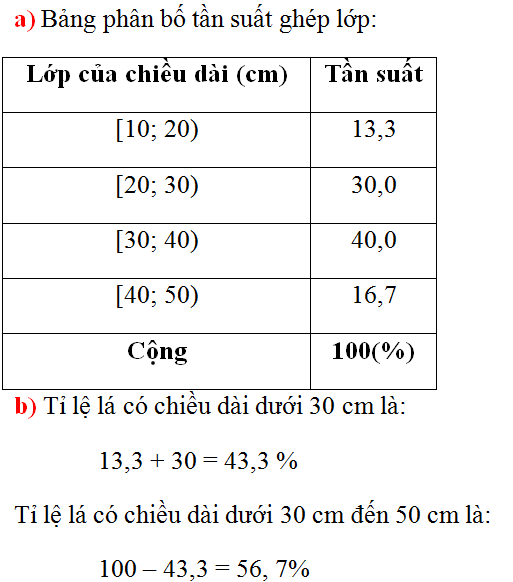 a) Bảng phân bố tần suất ghép lớp:
Lớp của chiều dài (cm) Tần suất
[10; 20) 13,3
[20; 30) 30,0
[30; 40) 40,0
[40; 50) 16,7
Cộng 100(%)
b) Tỉ lệ lá có chiều dài dưới 30 cm là:
13,3 + 30 = 43,3 %
Tỉ lệ lá có chiều dài dưới 30 cm đến 50 cm là:
100 – 43,3 = 56, 7%